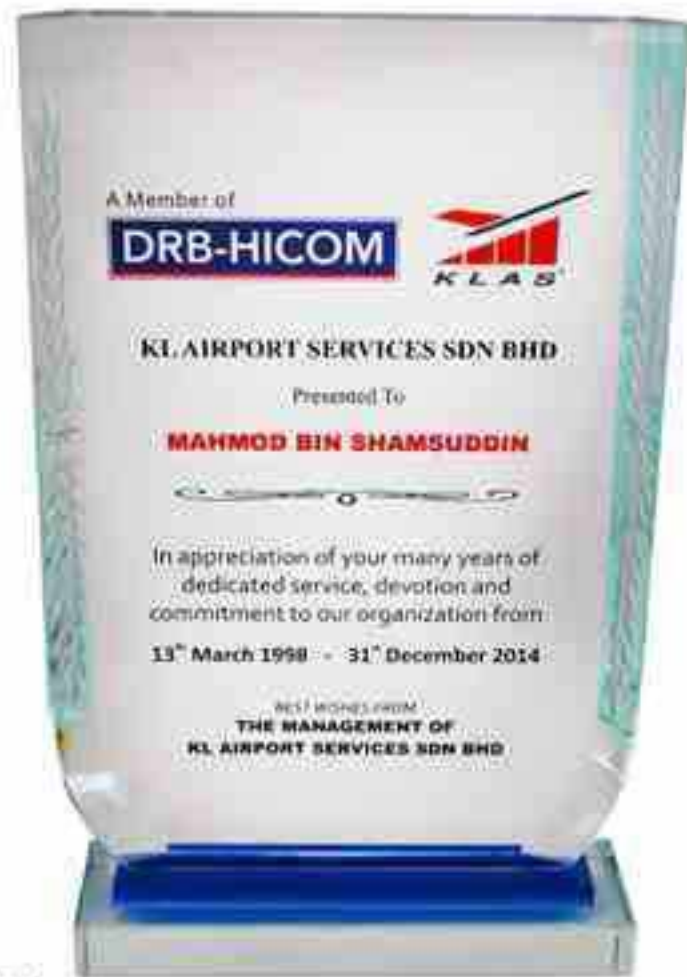 A Member of
DRB-HICOM
KLAS
KL AIRPORT SERVICES SDN BHD
Presented To
MAHMOD BIN SHAMSUDDIN
In appreciation of your many years of
dedicated service, devotion and
commitment to our organization from
13th March 1998 - 31st December 2014
BEST WISHES FROM
THE MANAGEMENT OF
KL AIRPORT SERVICES SDN BHD